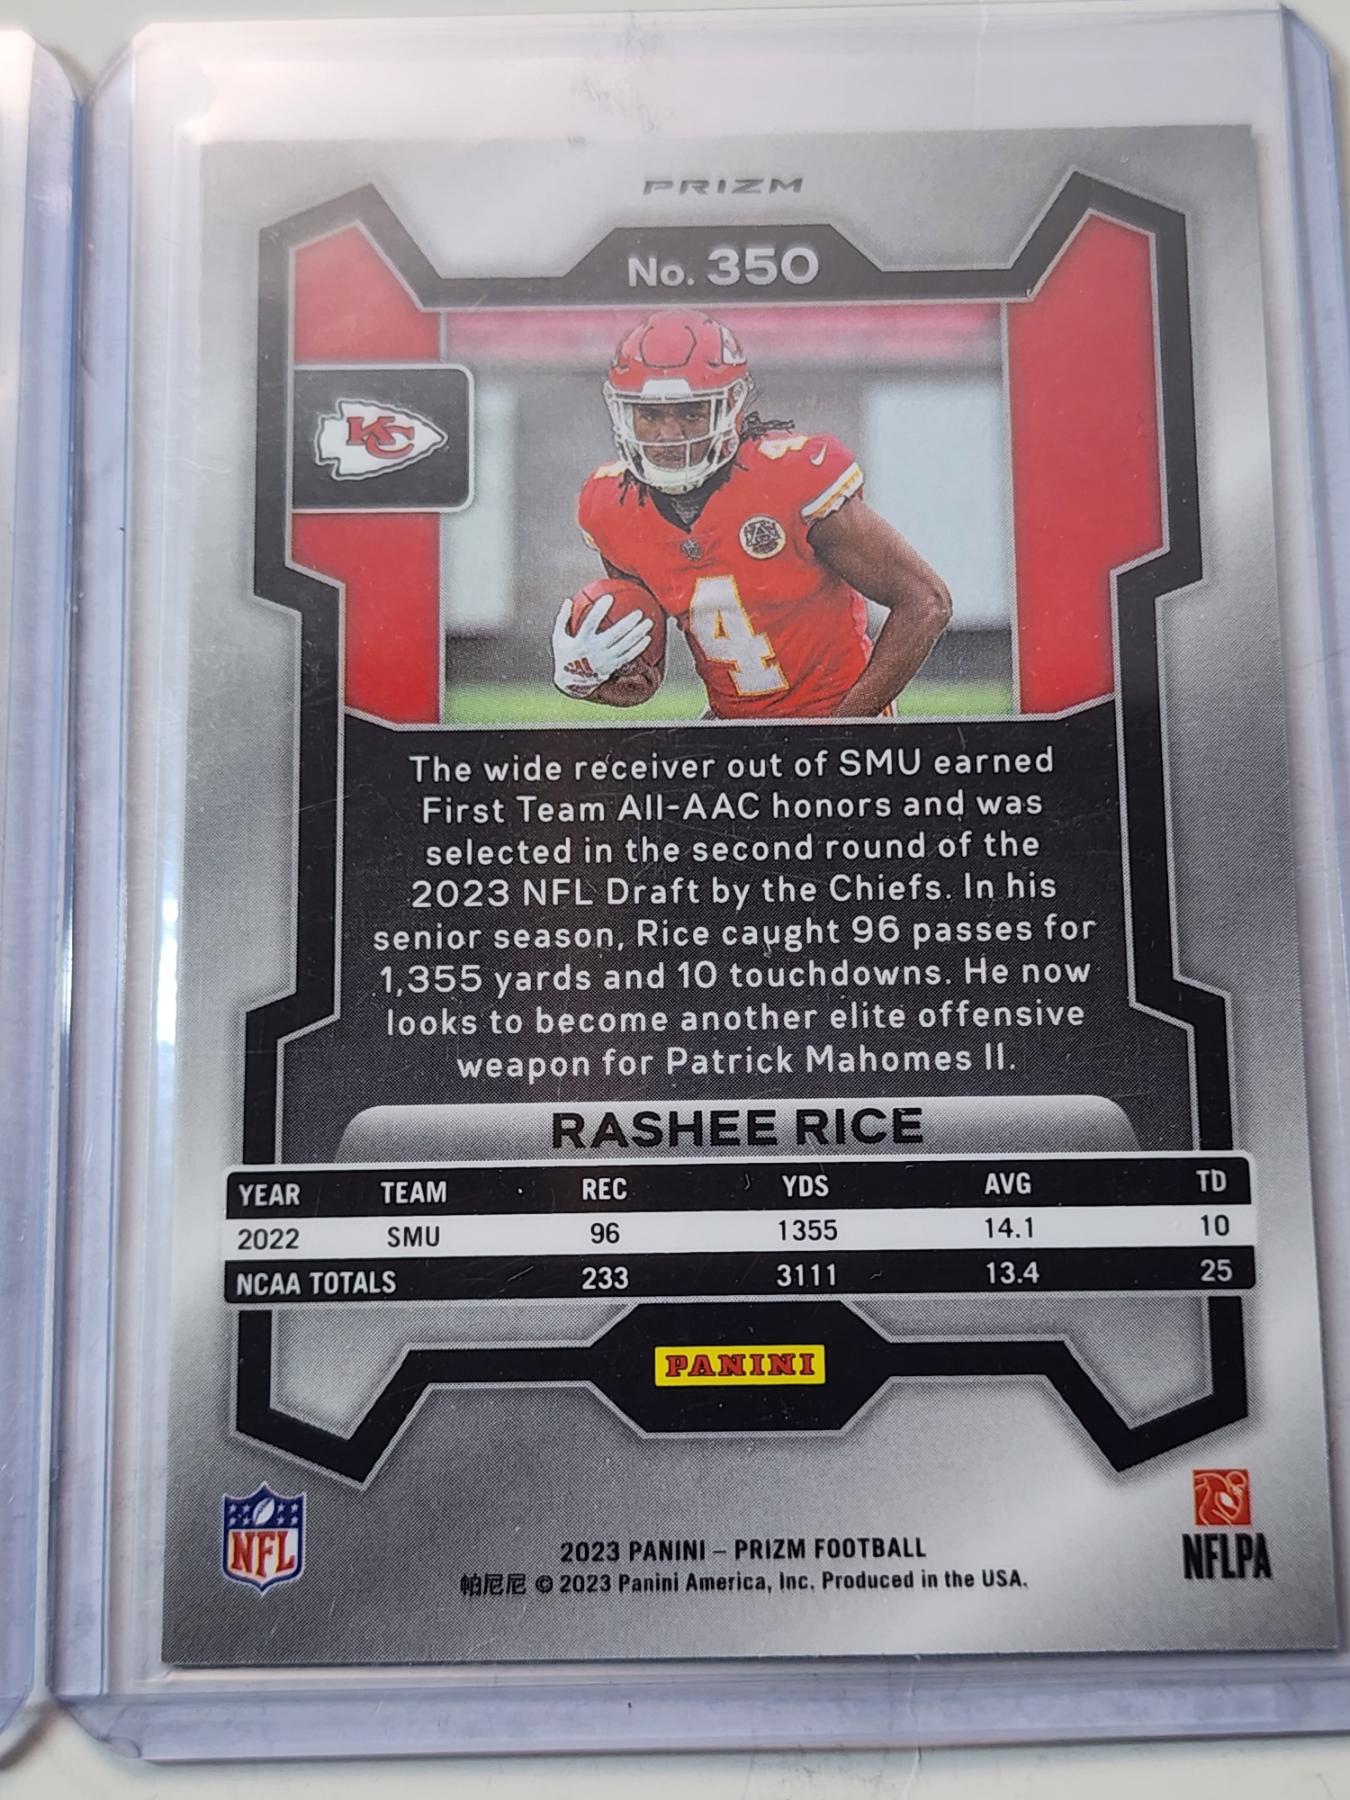 PRIZM
No. 350
KC
4
4
The wide receiver out of SMU earned
First Team All-AAC honors and was
selected in the second round of the
2023 NFL Draft by the Chiefs. In his
senior season, Rice caught 96 passes for
1,355 yards and 10 touchdowns. He now
looks to become another elite offensive
weapon for Patrick Mahomes II.
RASHEE RICE
YEAR TEAM REC YDS AVG TD
2022 SMU 96 1355 14.1 10
NCAA TOTALS 233 3111 13.4 25
PANINI
NFL
NFLPA
2023 PANINI – PRIZM FOOTBALL
帕尼尼 © 2023 Panini America, Inc. Produced in the USA.